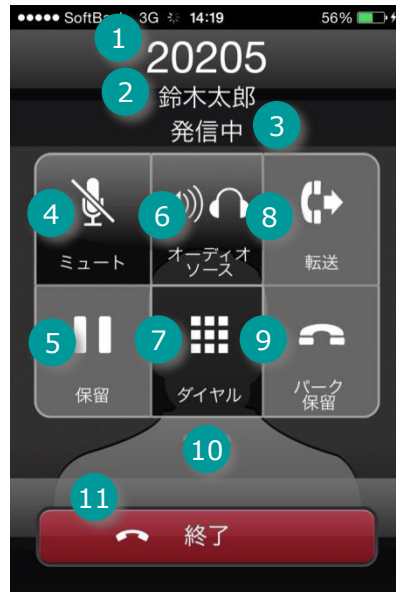 SoftBank 3G 14:19 56%
1
20205
2 鈴木太郎
発信中 3
4 6 8
ミュート オーディオ 転送
ソース
5 7 9
保留 ダイヤル パーク
保留
10
11
終了